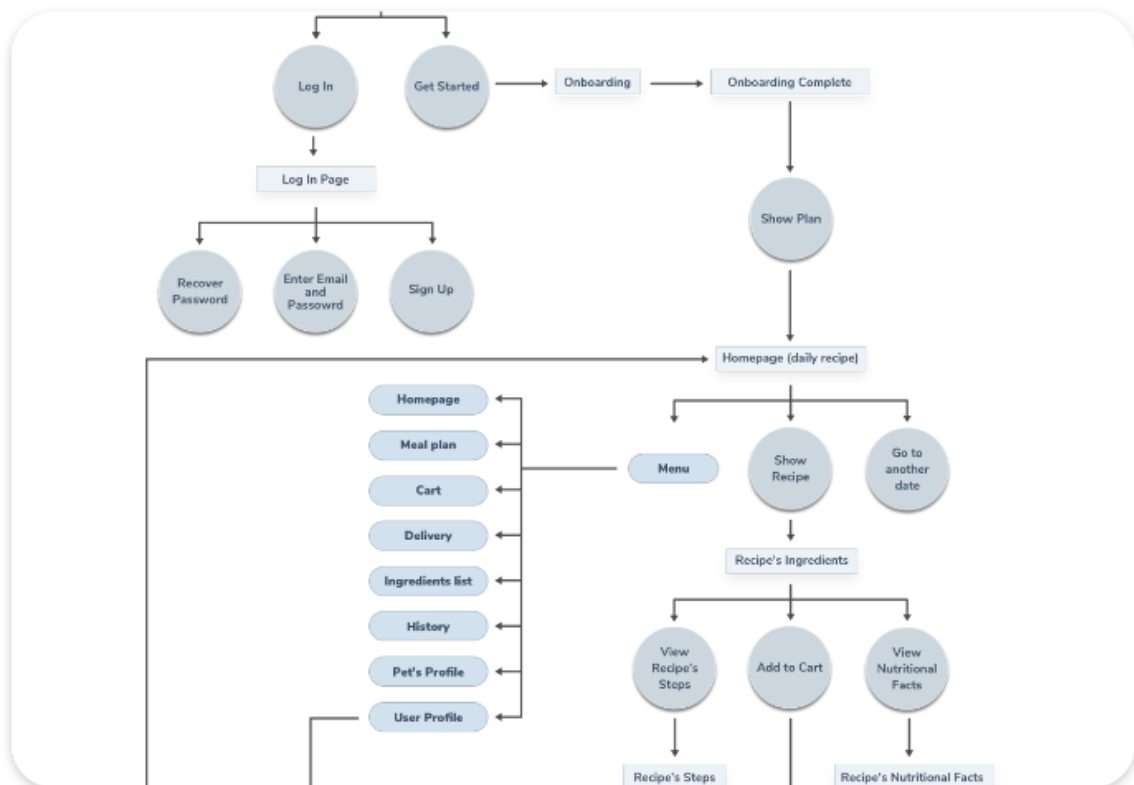 Log In
Get Started
Onboarding
Onboarding Complete
Log In Page
Show Plan
Recover
Password
Enter Email
and
Passowrd
Sign Up
Homepage (daily recipe)
Homepage
Meal plan
Cart
Delivery
Ingredients list
History
Pet's Profile
User Profile
Menu
Show
Recipe
Go to
another
date
Recipe's Ingredients
View
Recipe's
Steps
Add to Cart
View
Nutritional
Facts
Recipe's Steps
Recipe's Nutritional Facts